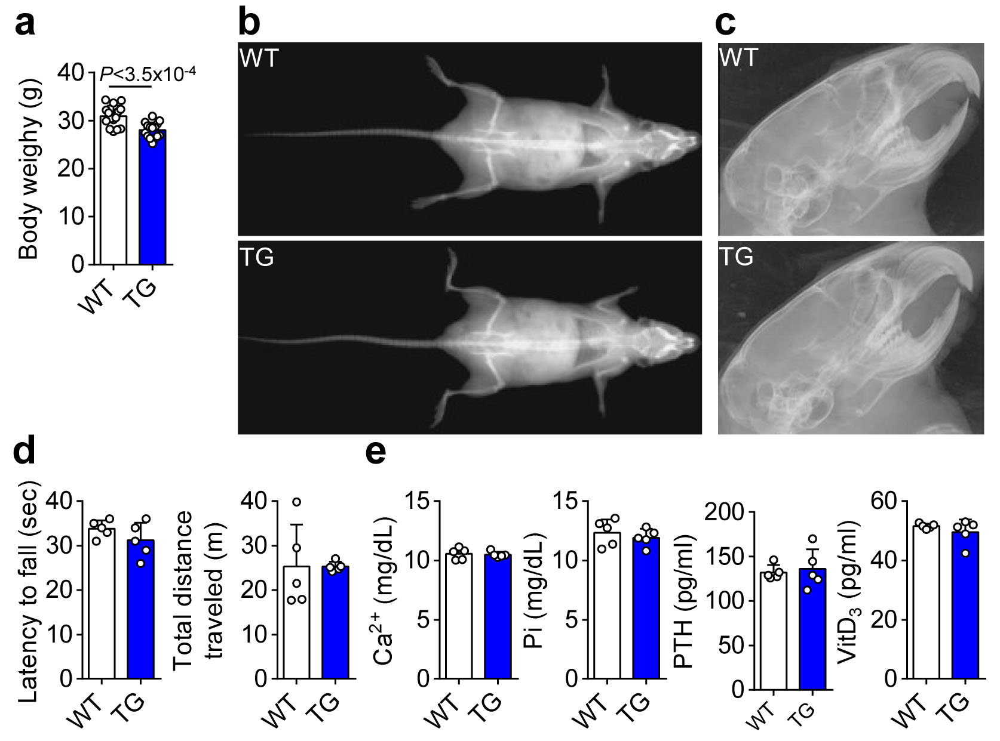 a
Body weighy (g)
40
30
20
10
0
P<3.5x10-4
WT
TG
b
WT
TG
c
WT
TG
d
Latency to fall (sec)
40
30
20
10
0
WT
TG
Total distance
traveled (m)
40
30
20
10
0
WT
TG
e
Ca2+ (mg/dL)
15
10
5
0
WT
TG
Pi (mg/dL)
15
10
5
0
WT
TG
PTH (pg/ml)
200
150
100
50
0
WT
TG
VitD3 (pg/ml)
60
40
20
0
WT
TG